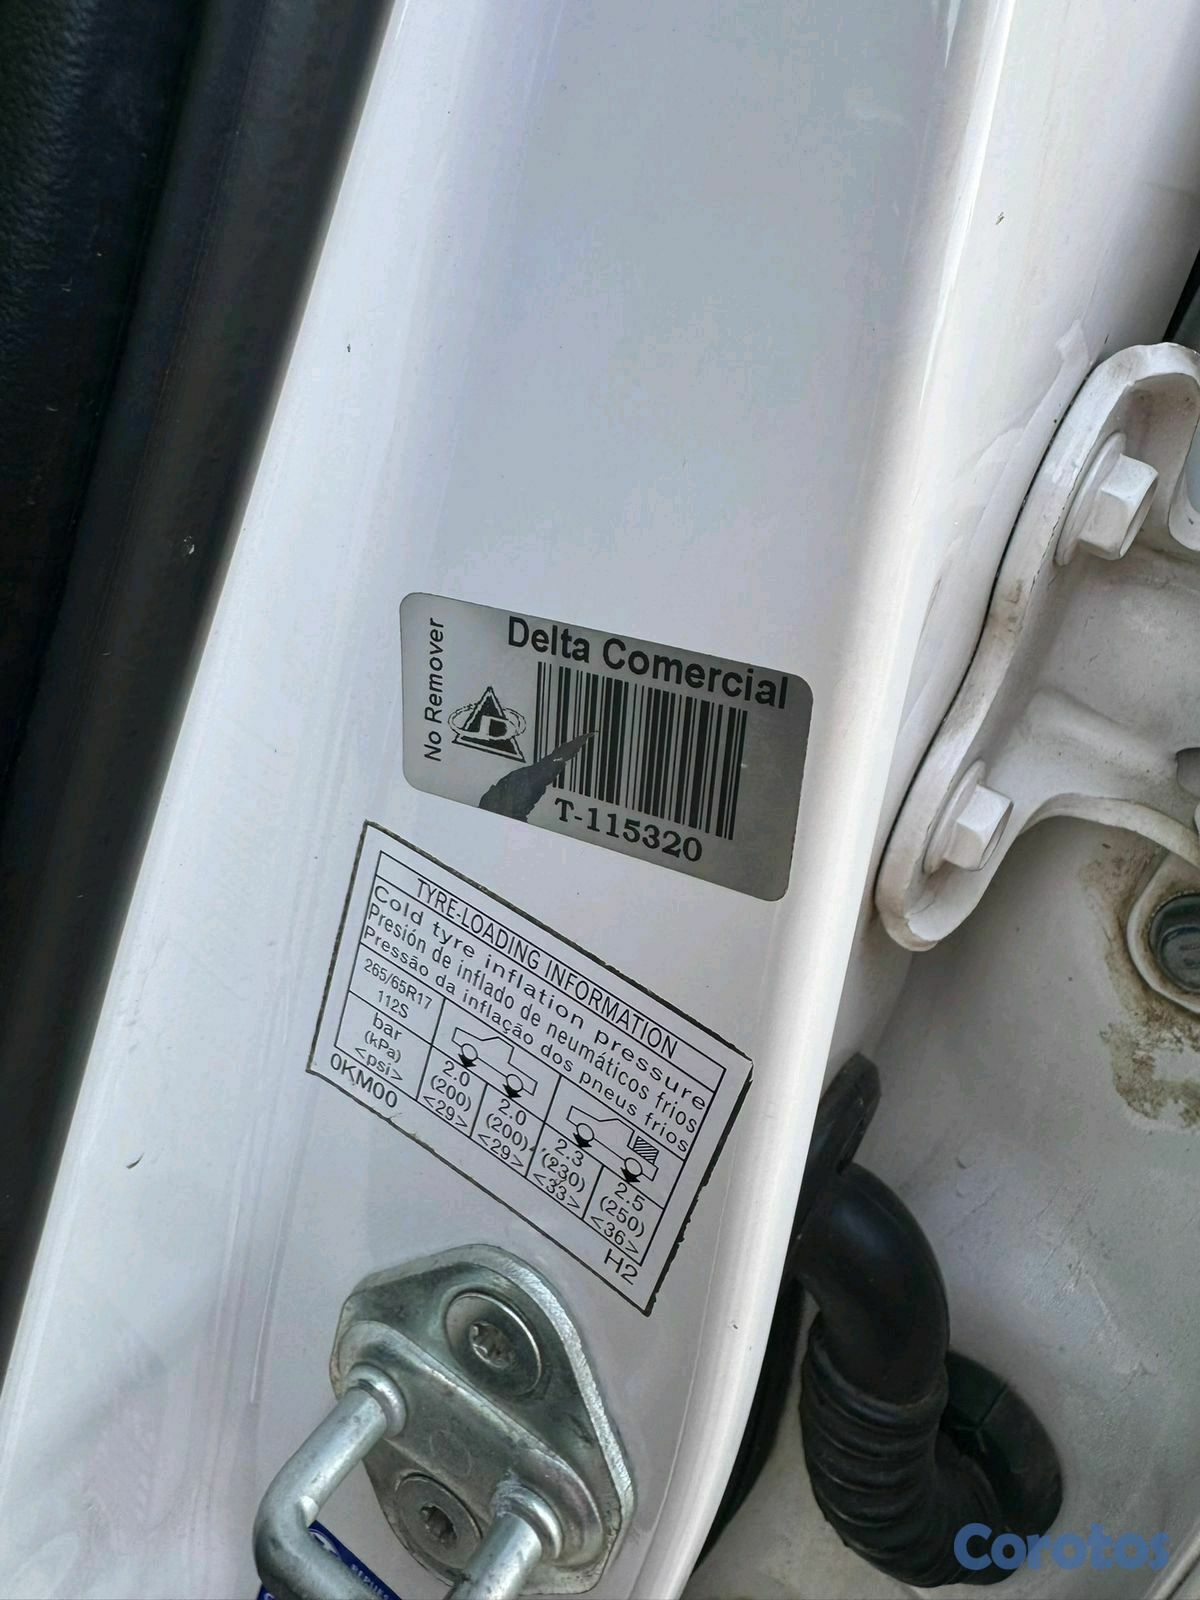 Delta Comercial
No Remover
D
T-115320
TYRE-LOADING INFORMATION
Cold tyre inflation pressure
Presión de inflado de neumáticos frios
Pressão da inflação dos pneus frios
265/65R17
112S
bar
(kPa)
<psi>
2.0
(200)
<29>
2.0
(200)
<29>
2.3
(230)
<33>
2.5
(250)
<36>
0KM00
H2
Corotos